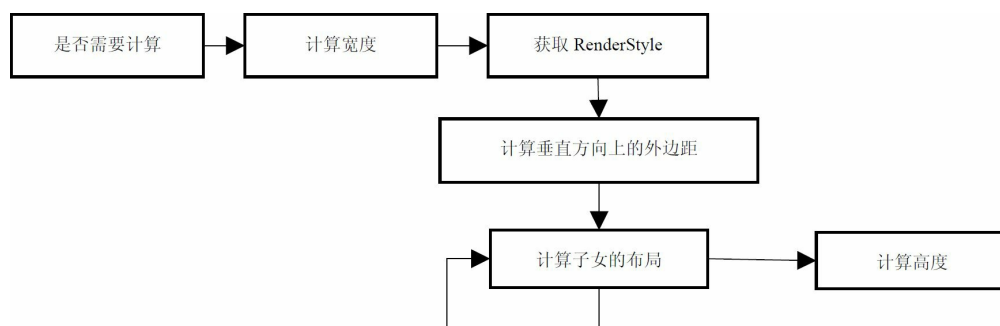 是否需要计算
计算宽度
获取 RenderStyle
计算垂直方向上的外边距
计算子女的布局
计算高度